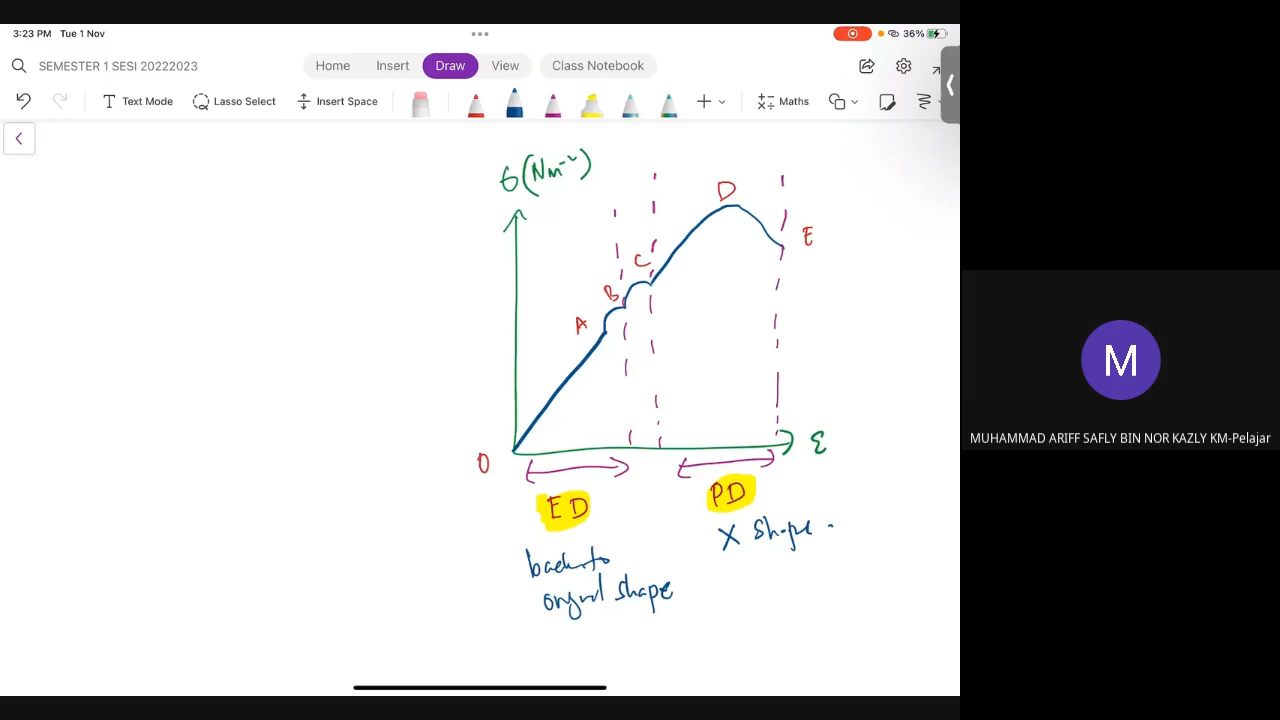 3:23 PM Tue 1 Nov
36%
SEMESTER 1 SESI 20222023
Home Insert Draw View Class Notebook
Text Mode Lasso Select Insert Space Maths
σ(Nm⁻²)
D
E
C
B
A
O
ε
ED
PD
X shape
back to
original shape
M
MUHAMMAD ARIFF SAFLY BIN NOR KAZLY KM-Pelajar